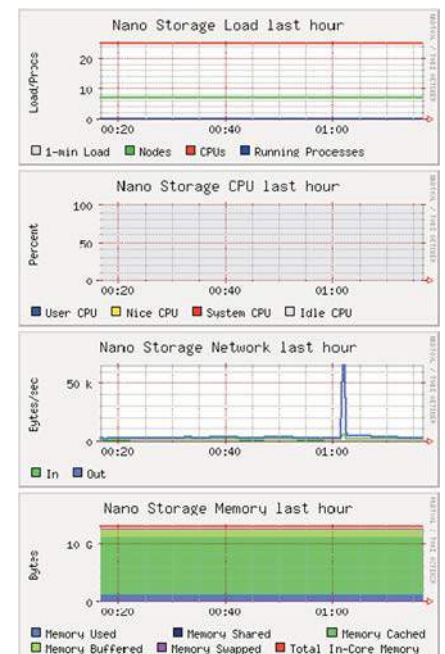 Nano Storage Load last hour
Load/Procs
20
10
0
00:20 00:40 01:00
1-min Load Nodes CPUs Running Processes
Nano Storage CPU last hour
Percent
100
50
0
00:20 00:40 01:00
User CPU Nice CPU System CPU Idle CPU
Nano Storage Network last hour
Bytes/sec
50 k
0
00:20 00:40 01:00
In Out
Nano Storage Memory last hour
Bytes
10 G
0
00:20 00:40 01:00
Memory Used Memory Shared Memory Cached
Memory Buffered Memory Swapped Total In-Core Memory